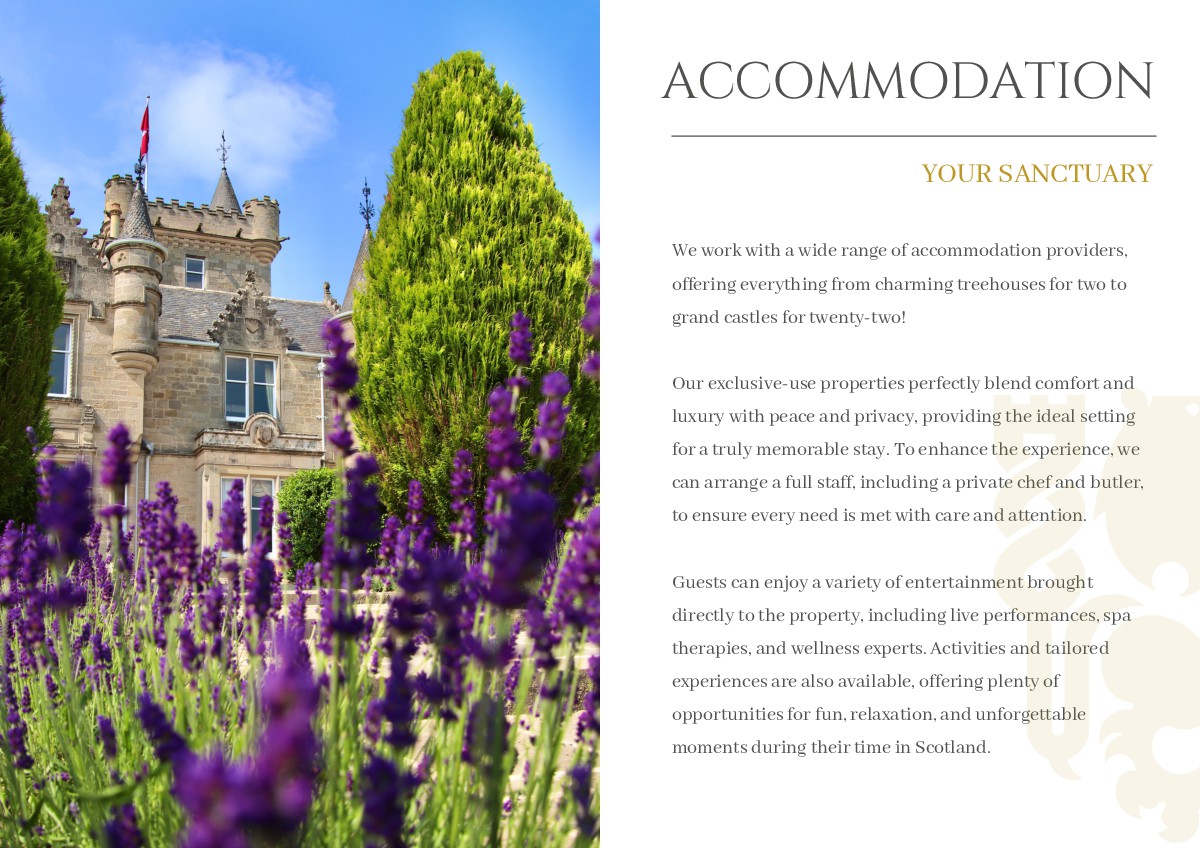 ACCOMMODATION
YOUR SANCTUARY
We work with a wide range of accommodation providers,
offering everything from charming treehouses for two to
grand castles for twenty-two!
Our exclusive-use properties perfectly blend comfort and
luxury with peace and privacy, providing the ideal setting
for a truly memorable stay. To enhance the experience, we
can arrange a full staff, including a private chef and butler,
to ensure every need is met with care and attention.
Guests can enjoy a variety of entertainment brought
directly to the property, including live performances, spa
therapies, and wellness experts. Activities and tailored
experiences are also available, offering plenty of
opportunities for fun, relaxation, and unforgettable
moments during their time in Scotland.